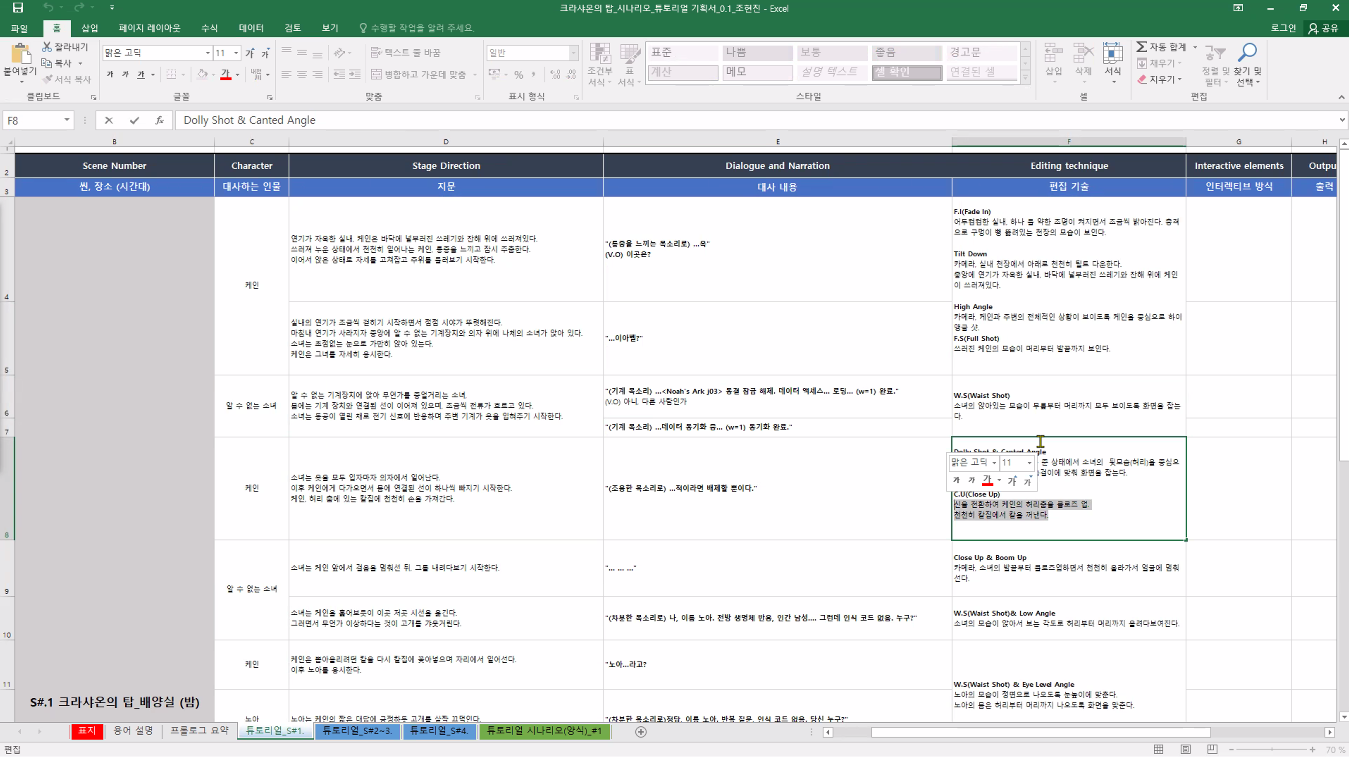 크라샤온의 탑_시나리오_튜토리얼 기획서_0.1_조현진 - Excel
파일 홈 삽입 페이지 레이아웃 수식 데이터 검토 보기 수행할 작업을 알려 주세요. 로그인 공유
붙여넣기 잘라내기 복사 서식 복사
클립보드
맑은 고딕 11
글꼴
텍스트 줄 바꿈
병합하고 가운데 맞춤
맞춤
일반
표시 형식
조건부 서식 표 서식
표준 나쁨 보통 좋음 경고문
계산 메모 설명 텍스트 셀 확인 연결된 셀
스타일
삽입 삭제 서식
셀
자동 합계 채우기 지우기
정렬 및 필터 찾기 및 선택
편집
F8 Dolly Shot & Canted Angle
B C D E F G H
Scene Number Character Stage Direction Dialogue and Narration Editing technique Interactive elements Outpu
씬, 장소 (시간대) 대사하는 인물 지문 대사 내용 편집 기술 인터렉티브 방식 출력
케인
연기가 자욱한 실내, 케인은 바닥에 널부러진 쓰레기와 잔해 위에 쓰러져있다.
쓰러져 누운 상태에서 천천히 일어나는 케인, 통증을 느끼고 잠시 주춤한다.
이어서 앉은 상태로 자세를 고쳐잡고 주위를 둘러보기 시작한다.
"(통증을 느끼는 목소리로) ...윽"
(V.O) 이곳은?
F.I(Fade In)
어두컴컴한 실내, 하나 둘 약한 조명이 켜지면서 조금씩 밝아진다. 충격
으로 구멍이 뻥 뚫려있는 천장의 모습이 보인다.
Tilt Down
카메라, 실내 천장에서 아래로 천천히 틸트 다운한다.
중앙에 연기가 자욱한 실내, 바닥에 널부러진 쓰레기와 잔해 위에 케인
이 쓰러져있다.
High Angle
카메라, 케인과 주변의 전체적인 상황이 보이도록 케인을 중심으로 하이
앵글 샷.
F.S(Full Shot)
쓰러진 케인의 모습이 머리부터 발끝까지 보인다.
실내의 연기가 조금씩 걷히기 시작하면서 점점 시야가 뚜렷해진다.
마침내 연기가 사라지자 중앙에 알 수 없는 기계장치와 의자 위에 나체의 소녀가 앉아 있다.
소녀는 초점없는 눈으로 가만히 앉아 있는다.
케인은 그녀를 자세히 응시한다.
"...이아벨?"
알 수 없는 소녀
알 수 없는 기계장치에 앉아 무언가를 중얼거리는 소녀,
몸에는 기계 장치와 연결된 선이 이어져 있으며, 조금씩 전류가 흐르고 있다.
소녀는 동공이 열린 채로 전기 신호에 반응하며 주변 기계가 옷을 입혀주기 시작한다.
"(기계 목소리) ...<Noah's Ark j03> 동결 잠금 해제, 데이터 액세스... 로딩... (w=1) 완료."
(V.O) 아니, 다른 사람인가
"(기계 목소리) ...데이터 동기화 중... (w=1) 동기화 완료."
W.S(Waist Shot)
소녀의 앉아있는 모습이 무릎부터 머리까지 모두 보이도록 화면을 잡는
다.
케인
소녀는 옷을 모두 입자마자 의자에서 일어난다.
이후 케인에게 다가오면서 몸에 연결된 선이 하나씩 빠지기 시작한다.
케인, 허리 춤에 있는 칼집에 천천히 손을 가져간다.
"(조용한 목소리로) ...적이라면 배제할 뿐이다."
Dolly Shot & Canted Angle
상태에서 소녀의 뒷모습(허리)을 중심으
맞춰 화면을 잡는다.
맑은 고딕 11
C.U(Close Up)
신을 전환하여 케인의 허리춤을 클로즈 업,
천천히 칼집에서 칼을 꺼낸다.
알 수 없는 소녀
소녀는 케인 앞에서 걸음을 멈춰선 뒤, 그를 내려다보기 시작한다.
"... ... ..."
Close Up & Boom Up
카메라, 소녀의 발끝부터 클로즈업하면서 천천히 올라가서 얼굴에 멈춰
선다.
소녀는 케인을 훑어보듯이 이곳 저곳 시선을 옮긴다.
그러면서 무언가 이상하다는 것이 고개를 갸웃거린다.
"(차분한 목소리로) 나, 이름 노아. 전방 생명체 반응, 인간 남성.... 그런데 인식 코드 없음. 누구?"
W.S(Waist Shot)& Low Angle
소녀의 모습이 앉아서 보는 각도로 허리부터 머리까지 올려다보여진다.
케인
케인은 뽑아올리려던 칼을 다시 칼집에 꽂아넣으며 자리에서 일어선다.
이후 노아를 응시한다.
"노아...라고?
S#.1 크라샤온의 탑_배양실 (밤)
W.S(Waist Shot) & Eye Level Angle
노아의 모습이 정면으로 나오도록 눈높이에 맞춘다.
노아의 몸은 허리부터 머리까지 나오도록 화면을 맞춘다.
노아
노아는 케인의 짧은 대답에 긍정하듯 고개를 살짝 끄덕인다.
"(차분한 목소리로)정답. 이름 노아. 반복 질문. 인식 코드 없음. 당신 누구?"
표지 용어 설명 프롤로그 요약 튜토리얼_S#1. 튜토리얼_S#2~3. 튜토리얼_S#4. 튜토리얼 시나리오(양식)_#1
편집 70 %